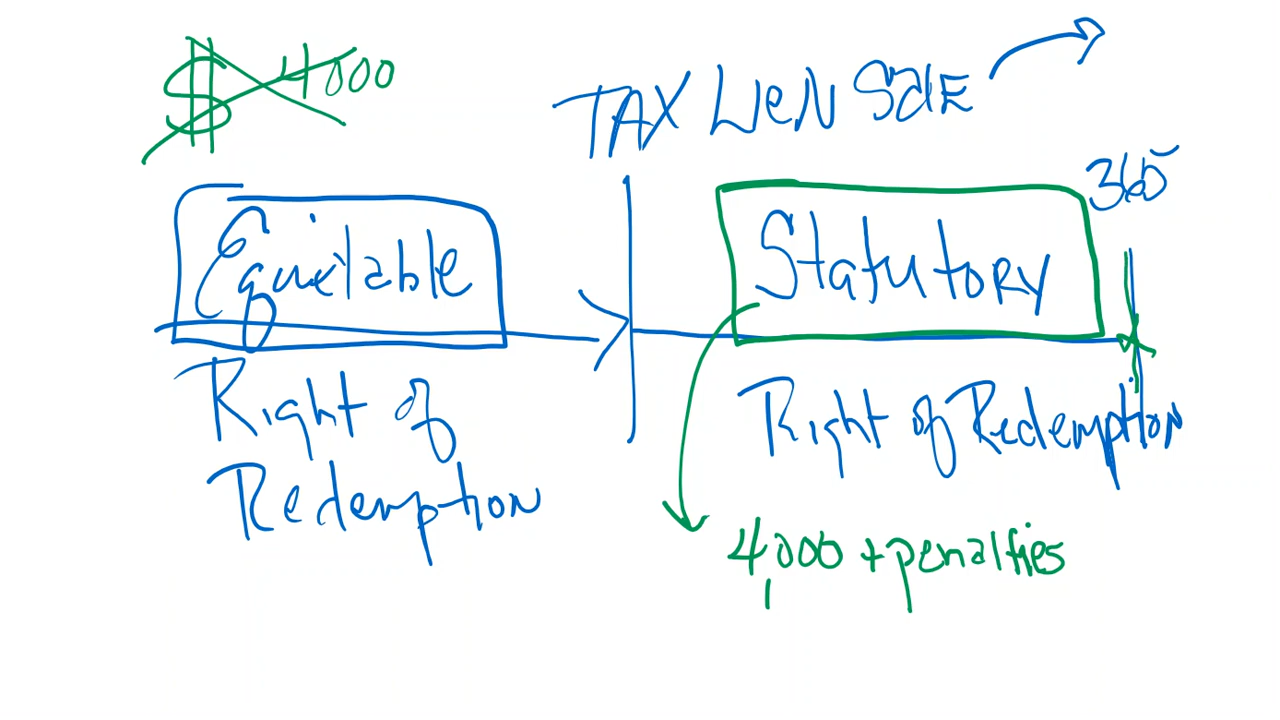 $4000
TAX LIEN SalE
365
Equitable
Statutory
Right of
Redemption
Right of Redemption
4,000 + penalties